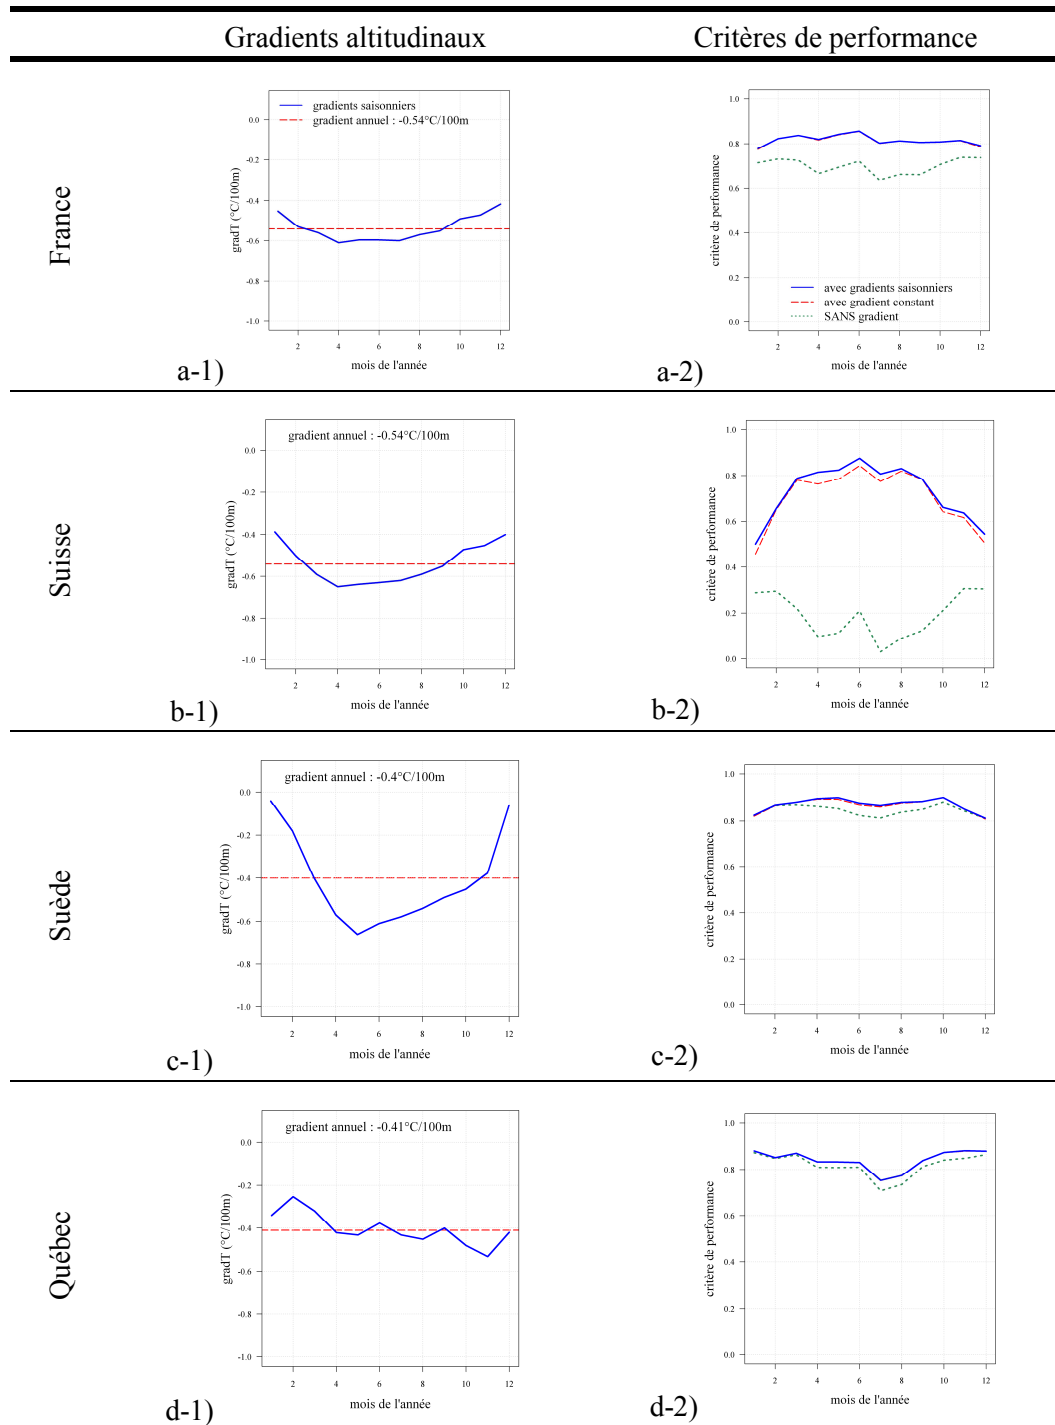 Gradients altitudinaux Critères de performance
France
gradients saisonniers
gradient annuel : -0.54°C/100m
0.0
-0.2
-0.4
-0.6
-0.8
-1.0
gradT (°C/100m)
2 4 6 8 10 12
mois de l'année
a-1)
1.0
0.8
0.6
0.4
0.2
0.0
critère de performance
avec gradients saisonniers
avec gradient constant
SANS gradient
2 4 6 8 10 12
mois de l'année
a-2)
Suisse
gradient annuel : -0.54°C/100m
0.0
-0.2
-0.4
-0.6
-0.8
-1.0
gradT (°C/100m)
2 4 6 8 10 12
mois de l'année
b-1)
1.0
0.8
0.6
0.4
0.2
0.0
critère de performance
2 4 6 8 10 12
mois de l'année
b-2)
Suède
gradient annuel : -0.4°C/100m
0.0
-0.2
-0.4
-0.6
-0.8
-1.0
gradT (°C/100m)
2 4 6 8 10 12
mois de l'année
c-1)
1.0
0.8
0.6
0.4
0.2
0.0
critère de performance
2 4 6 8 10 12
mois de l'année
c-2)
Québec
gradient annuel : -0.41°C/100m
0.0
-0.2
-0.4
-0.6
-0.8
-1.0
gradT (°C/100m)
2 4 6 8 10 12
mois de l'année
d-1)
1.0
0.8
0.6
0.4
0.2
0.0
critère de performance
2 4 6 8 10 12
mois de l'année
d-2)